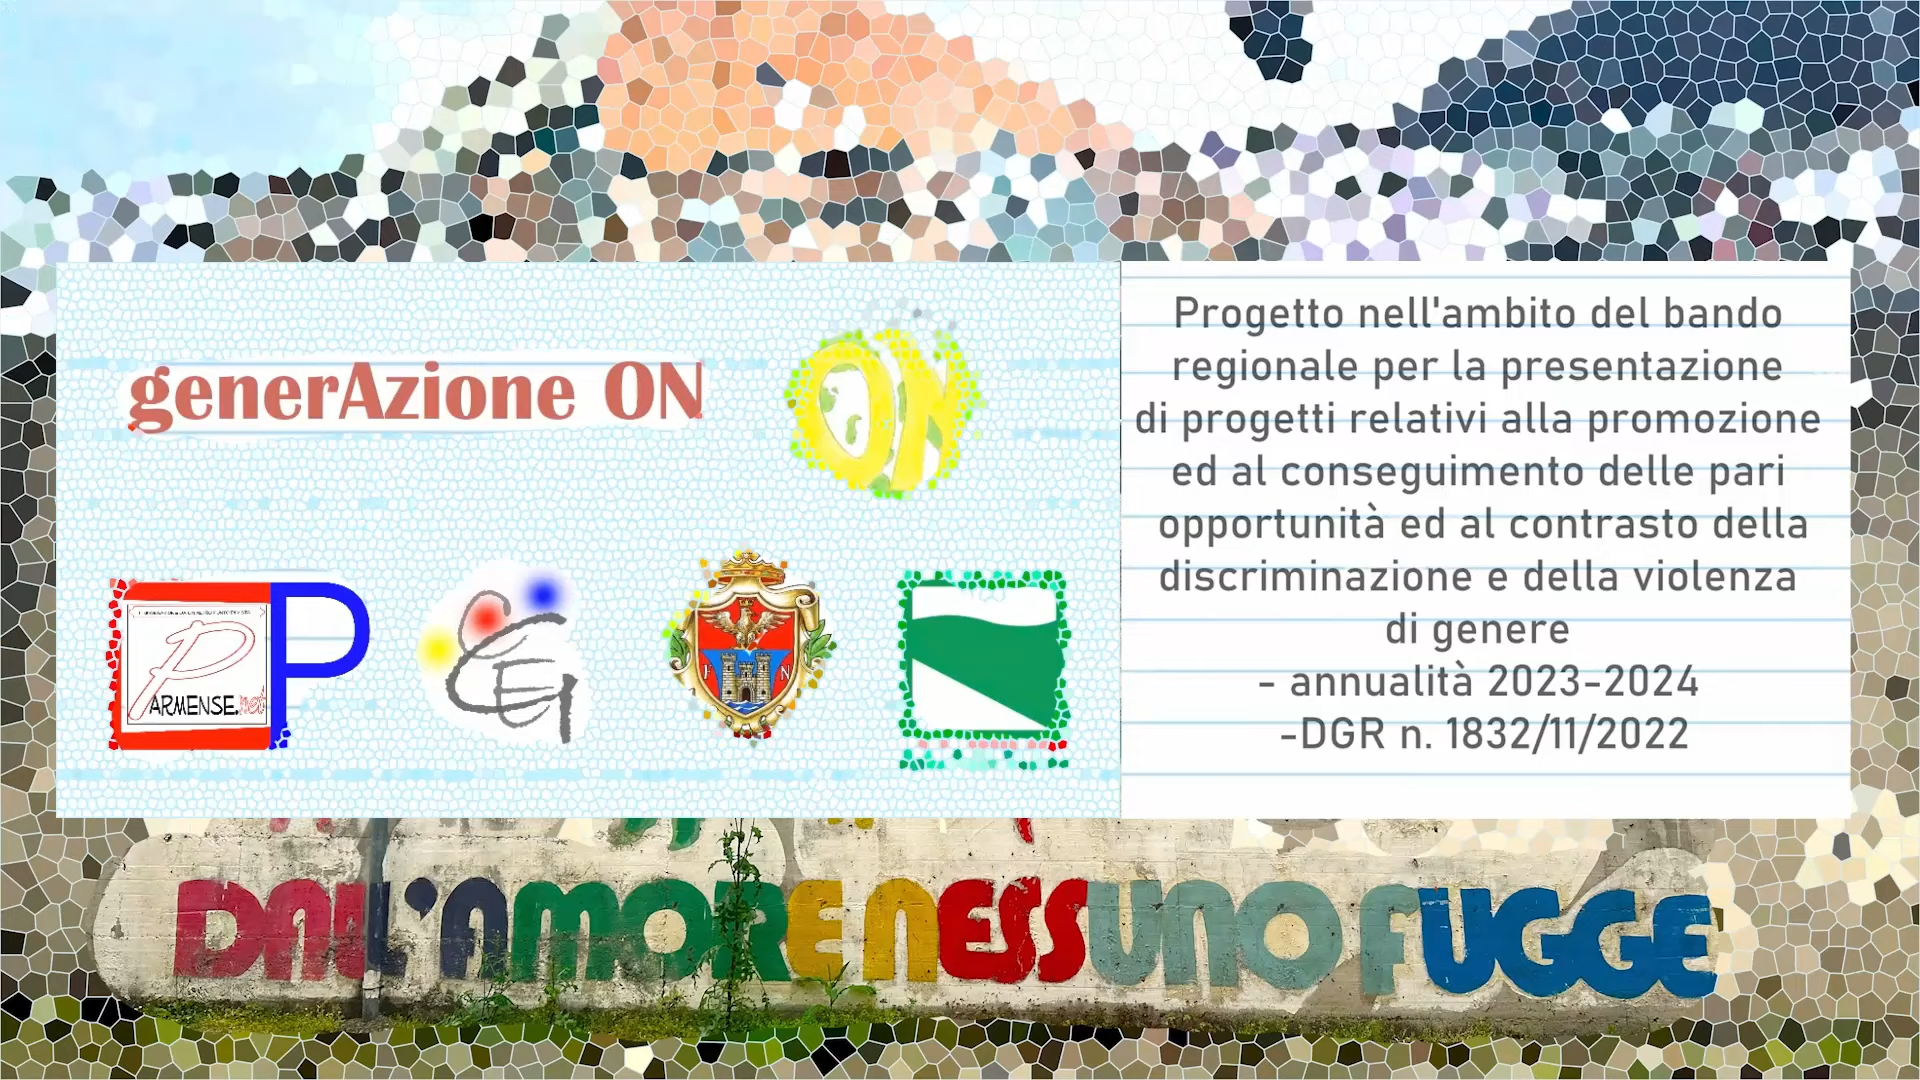 generAzione ON
ON
P
ARMENSE.net
P
CG
F N
Progetto nell'ambito del bando
regionale per la presentazione
di progetti relativi alla promozione
ed al conseguimento delle pari
opportunità ed al contrasto della
discriminazione e della violenza
di genere
- annualità 2023-2024
-DGR n. 1832/11/2022
DALL'AMORE NESSUNO FUGGE